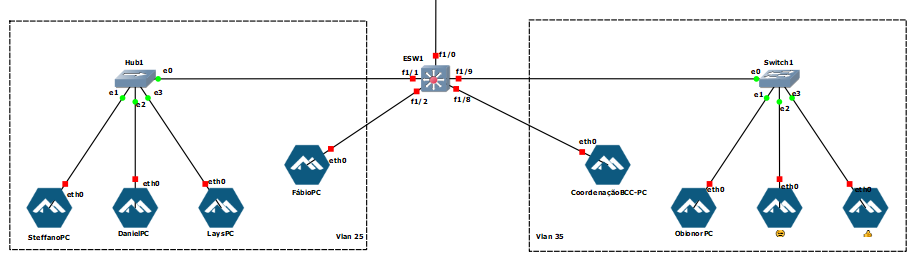 f1/0
Hub1
ESW1
Switch1
e0
f1/1
f1/9
e0
e1
e2
e3
f1/2
f1/8
e1
e2
e3
eth0
eth0
FábioPC
CoordenaçãoBCC-PC
eth0
eth0
eth0
eth0
eth0
eth0
SteffanoPC
DanielPC
LaysPC
Vlan 25
Vlan 35
ObibnorPC
😄
👍